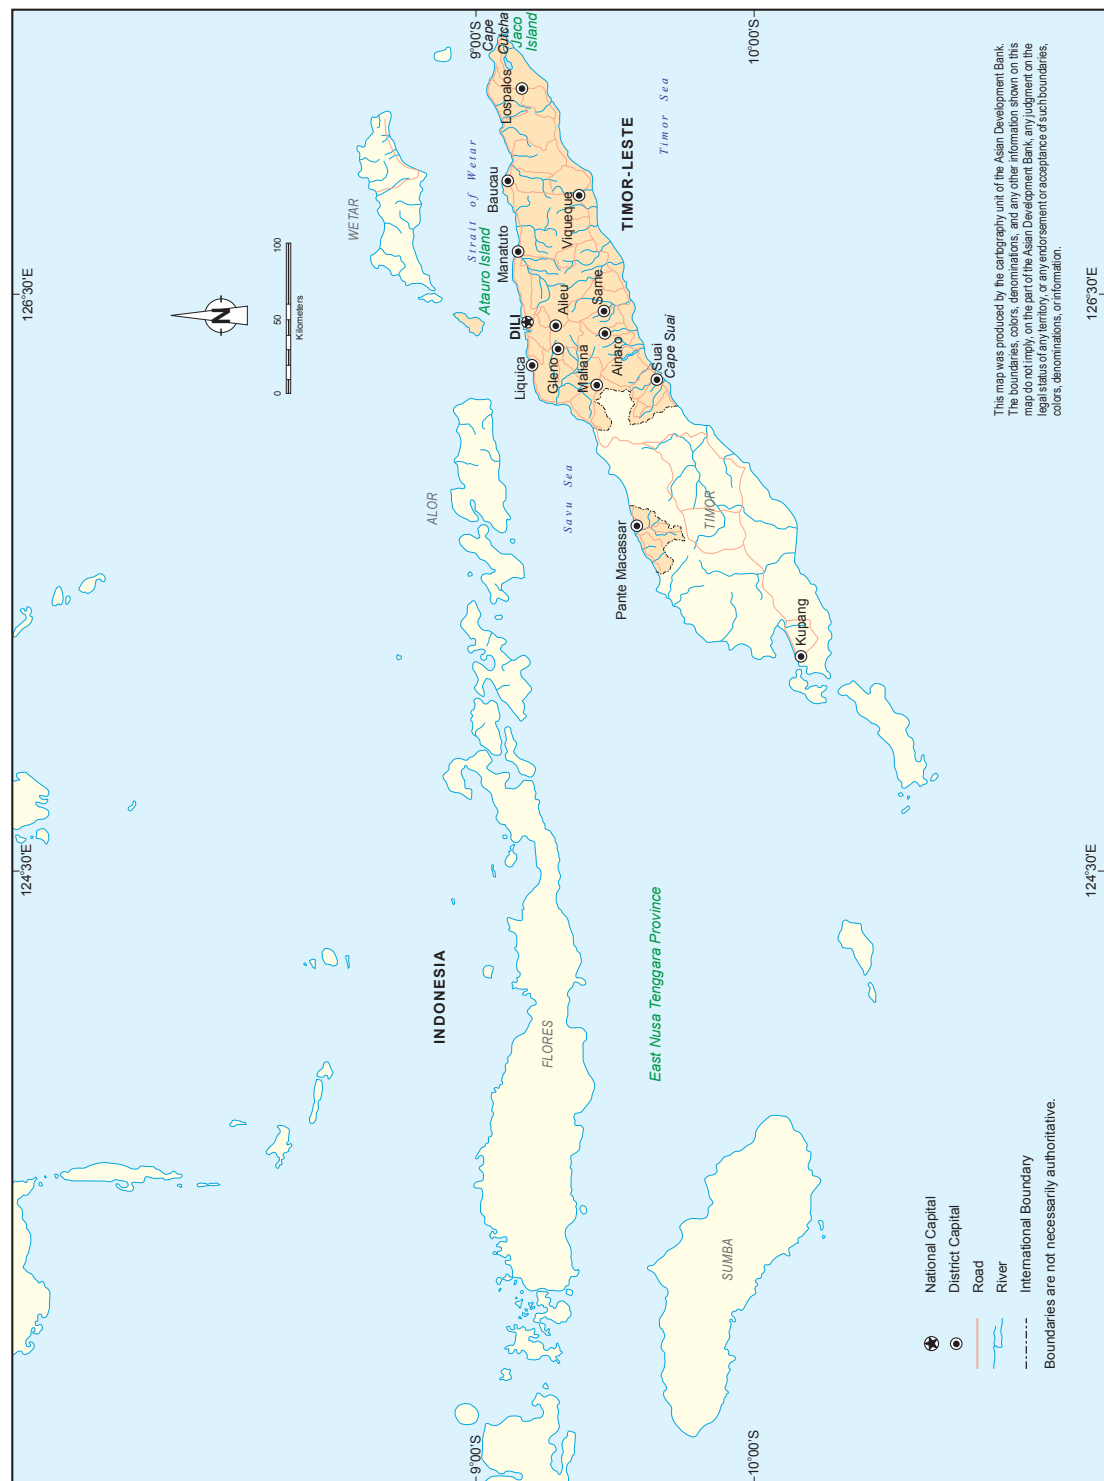 124°30'E
126°30'E
N
0
50
100
Kilometers
WETAR
INDONESIA
ALOR
Strait of Wetar
Atauro Island
9°00'S
9°00'S
Cape
Cutcha
Jaco
Island
Lospalos
Baucau
Manatuto
DILI
Liquica
Aileu
Gleno
Viqueque
Same
Maliana
Ainaro
Suai
Cape Suai
TIMOR-LESTE
Timor Sea
Savu Sea
FLORES
Pante Macassar
TIMOR
Kupang
East Nusa Tenggara Province
SUMBA
10°00'S
10°00'S
National Capital
District Capital
Road
River
International Boundary
Boundaries are not necessarily authoritative.
This map was produced by the cartography unit of the Asian Development Bank.
The boundaries, colors, denominations, and any other information shown on this
map do not imply, on the part of the Asian Development Bank, any judgment on the
legal status of any territory, or any endorsement or acceptance of such boundaries,
colors, denominations, or information.
124°30'E
126°30'E